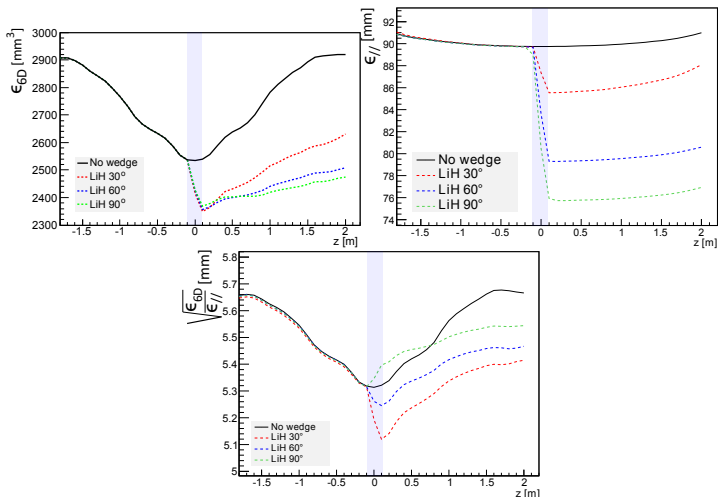 ϵ6D [mm³]
3000
2900
2800
2700
2600
2500
2400
2300
-1.5 -1 -0.5 0 0.5 1 1.5 2
z [m]
No wedge
LiH 30°
LiH 60°
LiH 90°
ϵ// [mm]
90
88
86
84
82
80
78
76
74
-1.5 -1 -0.5 0 0.5 1 1.5 2
z [m]
No wedge
LiH 30°
LiH 60°
LiH 90°
√ϵ6D/ϵ// [mm]
5.8
5.7
5.6
5.5
5.4
5.3
5.2
5.1
5
-1.5 -1 -0.5 0 0.5 1 1.5 2
z [m]
No wedge
LiH 30°
LiH 60°
LiH 90°